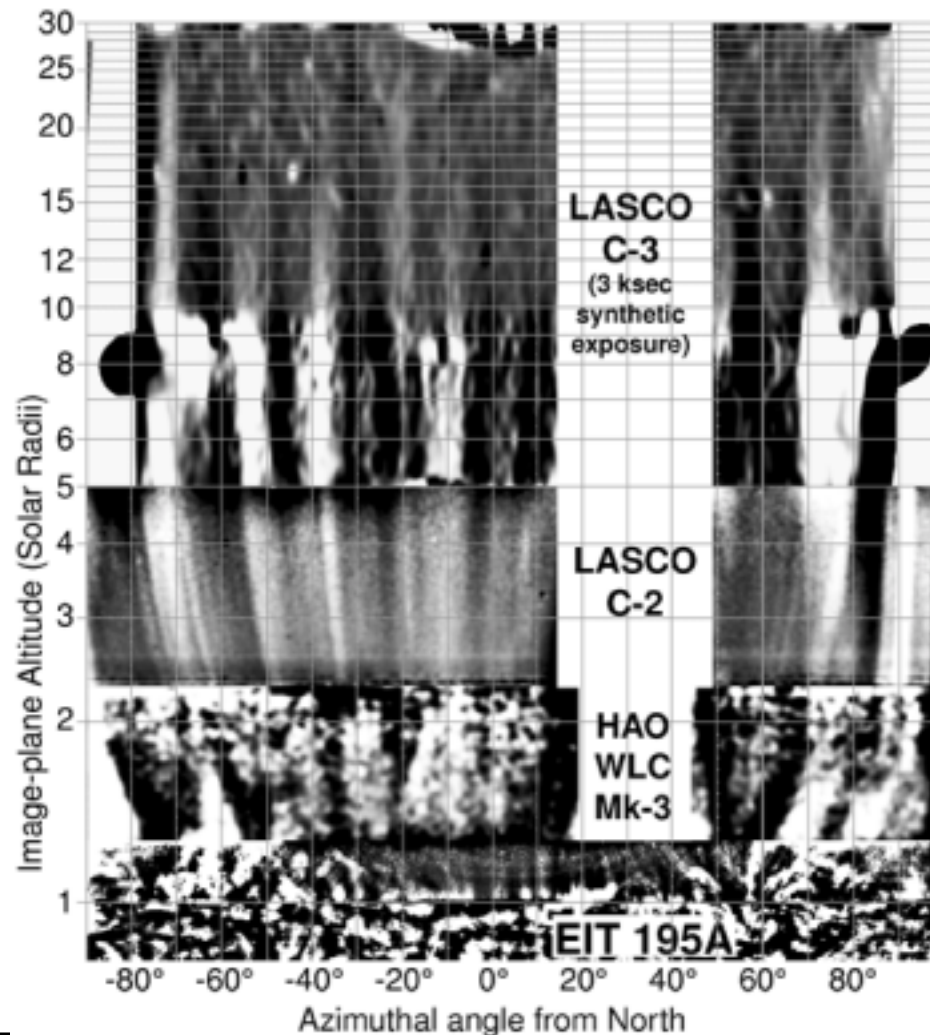 30
25
20
15
12
10
8
6
5
4
3
2
1
Image-plane Altitude (Solar Radii)
LASCO
C-3
(3 ksec
synthetic
exposure)
LASCO
C-2
HAO
WLC
Mk-3
EIT 195A
-80° -60° -40° -20° 0° 20° 40° 60° 80°
Azimuthal angle from North